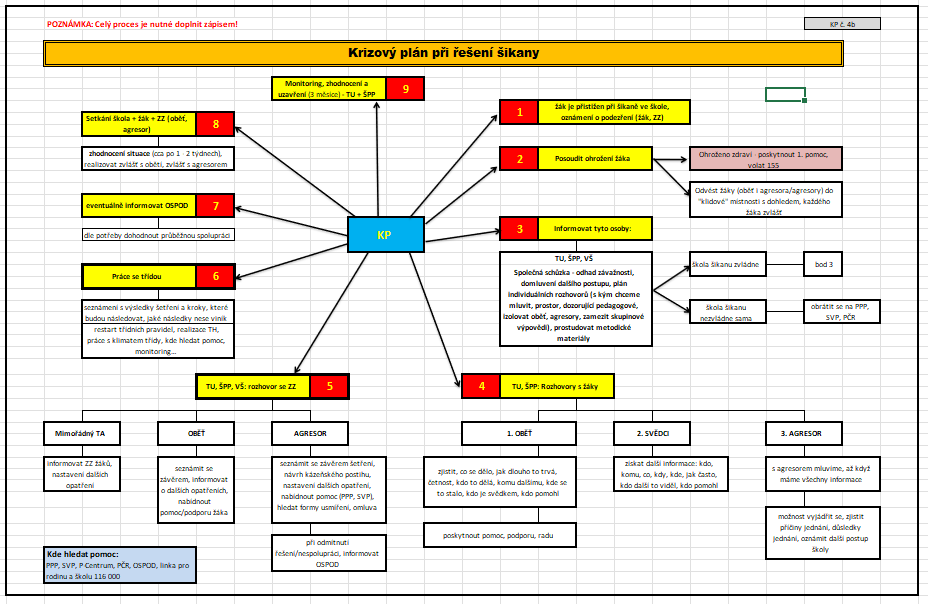 POZNÁMKA: Celý proces je nutné doplnit zápisem!
KP č. 4b
Krizový plán při řešení šikany
Monitoring, zhodnocení a
uzavření (3 měsíce) - TU + ŠPP
9
Setkání škola + žák + ZZ (oběť,
agresor)
8
zhodnocení situace (cca po 1 - 2 týdnech),
realizovat zvlášť s obětí, zvlášť s agresorem
eventuálně informovat OSPOD
7
dle potřeby dohodnout průběžnou spolupráci
Práce se třídou
6
seznámení s výsledky šetření a kroky, které
budou následovat, jaké následky nese viník
restart třídních pravidel, realizace TH,
práce s klimatem třídy, kde hledat pomoc,
monitoring...
KP
1
žák je přistižen při šikaně ve škole,
oznámení o podezření (žák, ZZ)
2
Posoudit ohrožení žáka
Ohroženo zdraví - poskytnout 1. pomoc,
volat 155
Odvést žáky (oběť i agresora/agresory) do
"klidové" místnosti s dohledem, každého
žáka zvlášť
3
Informovat tyto osoby:
TU, ŠPP, VŠ
Společná schůzka - odhad závažnosti,
domluvení dalšího postupu, plán
individuálních rozhovorů (s kým chceme
mluvit, prostor, dozorující pedagogové,
izolovat oběť, agresory, zamezit skupinové
výpovědi), prostudovat metodické
materiály
škola šikanu zvládne
bod 3
škola šikanu
nezvládne sama
obrátit se na PPP,
SVP, PČR
TU, ŠPP, VŠ: rozhovor se ZZ
5
4
TU, ŠPP: Rozhovory s žáky
Mimořádný TA
informovat ZZ žáků,
nastavení dalších
opatření
OBĚŤ
seznámit se
závěrem, informovat
o dalších opatřeních,
nabídnout
pomoc/podporu žáka
AGRESOR
seznámit se závěrem šetření,
návrh kázeňského postihu,
nastavení dalších opatření,
nabídnout pomoc (PPP, SVP),
hledat formy usmíření, omluva
při odmítnutí
řešení/nespolupráci, informovat
OSPOD
1. OBĚŤ
zjistit, co se dělo, jak dlouho to trvá,
četnost, kdo to dělá, komu dalšímu, kde se
to stalo, kdo je svědkem, kdo pomohl
poskytnout pomoc, podporu, radu
2. SVĚDCI
získat další informace: kdo,
komu, co, kdy, kde, jak často,
kdo další to viděl, kdo pomohl
3. AGRESOR
s agresorem mluvíme, až když
máme všechny informace
možnost vyjádřit se, zjistit
příčiny jednání, důsledky
jednání, oznámit další postup
školy
Kde hledat pomoc:
PPP, SVP, P-Centrum, PČR, OSPOD, linka pro
rodinu a školu 116 000